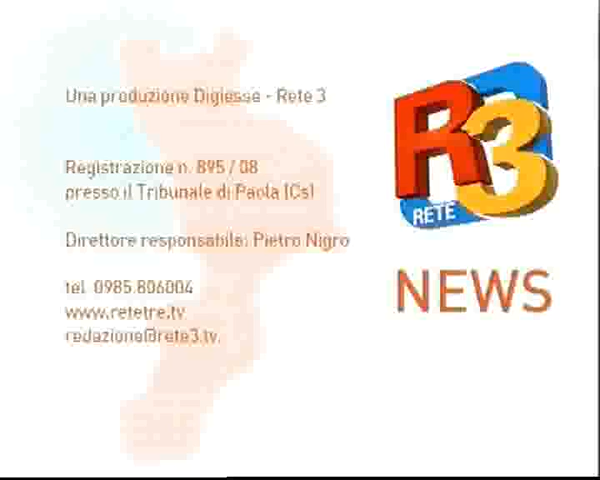 Una produzione Digiesse - Rete 3
Registrazione n. 895 / 08
presso il Tribunale di Paola (Cs)
Direttore responsabile: Pietro Nigro
tel. 0985.806004
www.retetre.tv
redazione@rete3.tv
R3
RETE
NEWS